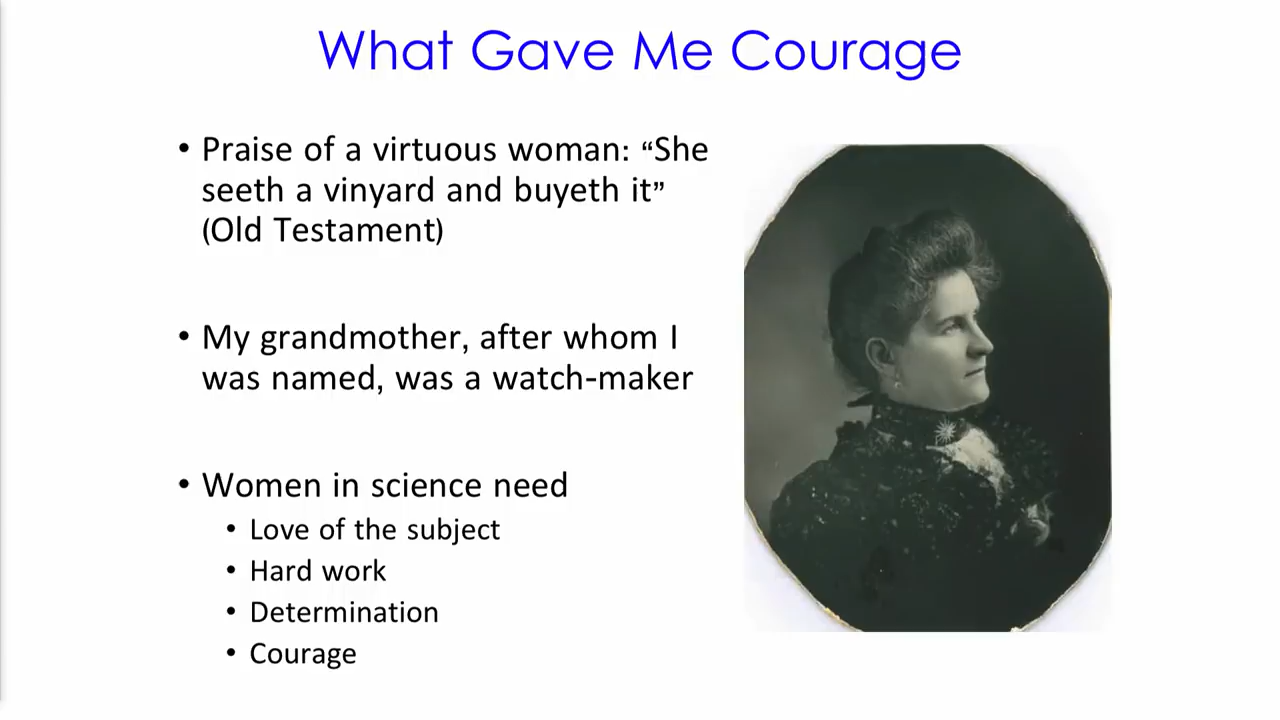 What Gave Me Courage
• Praise of a virtuous woman: “She
seeth a vinyard and buyeth it”
(Old Testament)
• My grandmother, after whom I
was named, was a watch-maker
• Women in science need
• Love of the subject
• Hard work
• Determination
• Courage